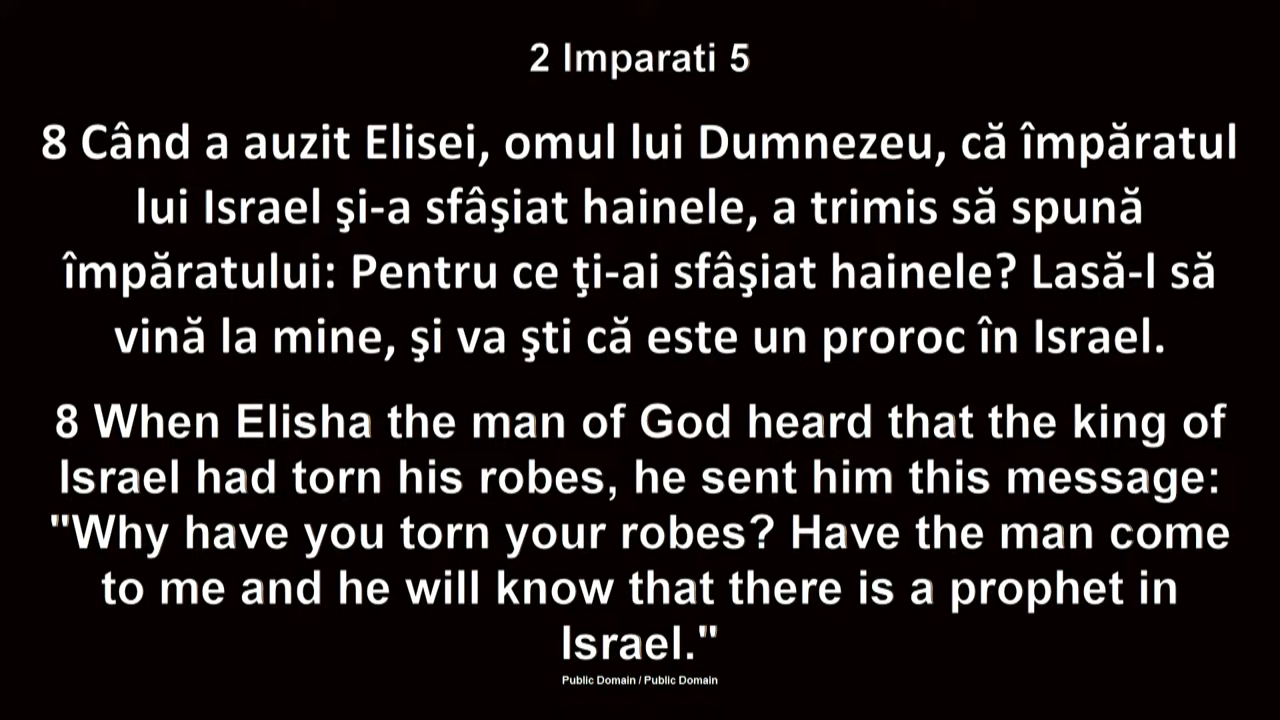 2 Imparati 5
8 Când a auzit Elisei, omul lui Dumnezeu, că împăratul
lui Israel şi-a sfâşiat hainele, a trimis să spună
împăratului: Pentru ce ţi-ai sfâşiat hainele? Lasă-l să
vină la mine, şi va şti că este un proroc în Israel.
8 When Elisha the man of God heard that the king of
Israel had torn his robes, he sent him this message:
"Why have you torn your robes? Have the man come
to me and he will know that there is a prophet in
Israel."
Public Domain / Public Domain